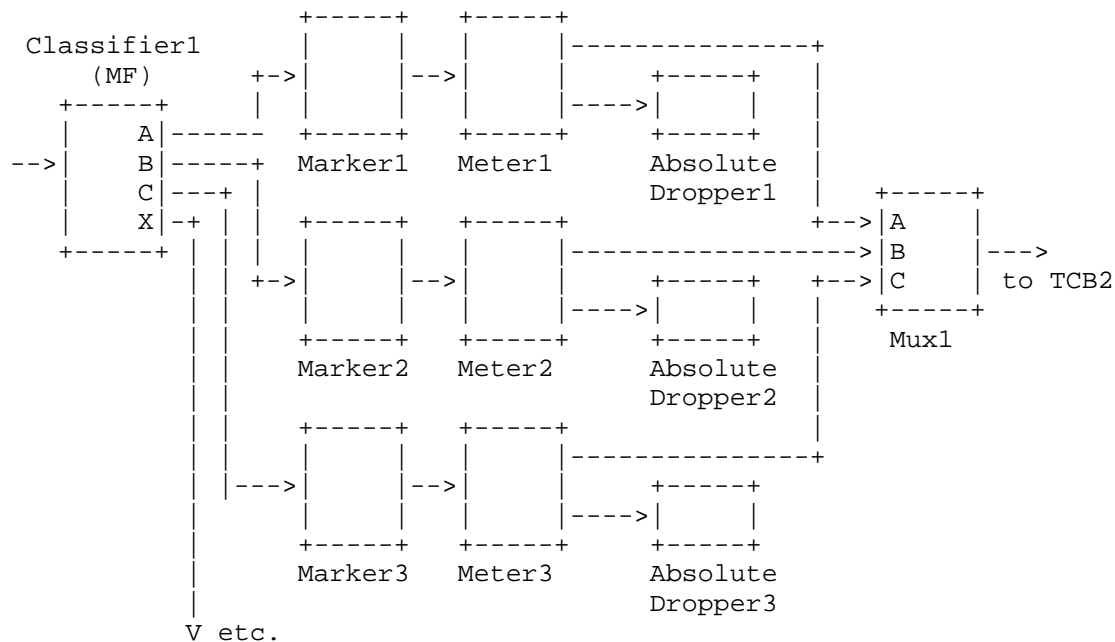 Classifier1
(MF)
A
B Marker1 Meter1 Absolute
C Dropper1
X A
B
C to TCB2
Mux1
Marker2 Meter2 Absolute
Dropper2
Marker3 Meter3 Absolute
Dropper3
V etc.